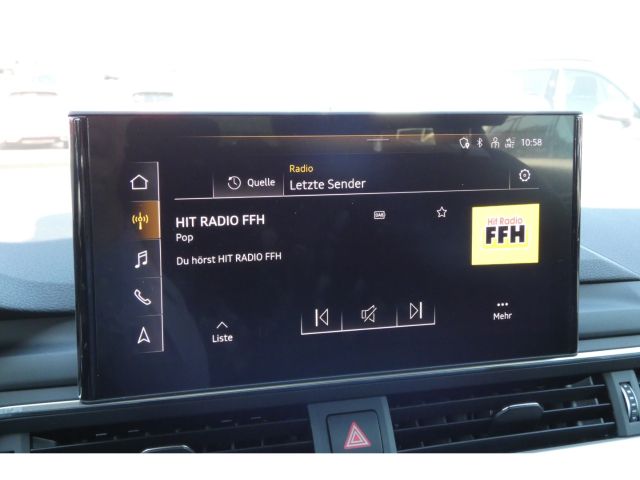 10:58
Radio
Quelle
Letzte Sender
HIT RADIO FFH
Pop
Du hörst HIT RADIO FFH
DAB
Hit Radio
FFH
Liste
Mehr